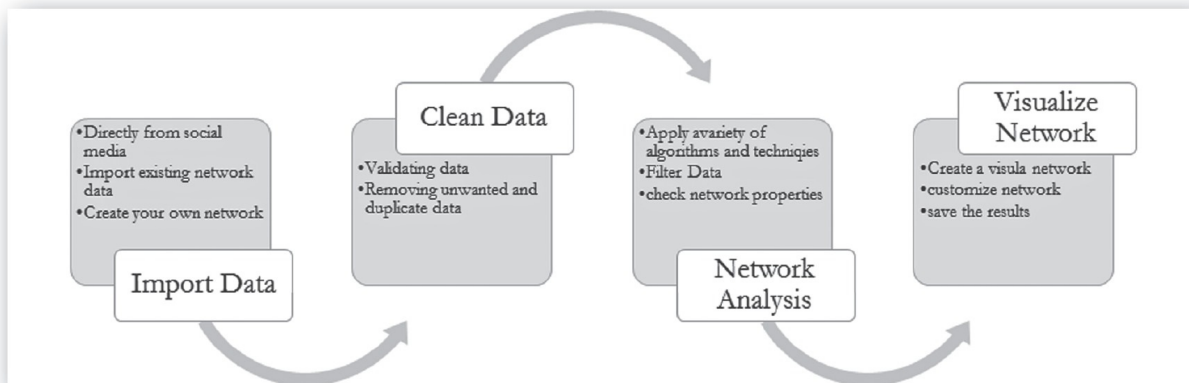 •Directly from social
media
•Import existing network
data
•Create your own network
Import Data
Clean Data
•Validating data
•Removing unwanted and
duplicate data
•Apply avariety of
algorithms and techniqies
•Filter Data
•check network properties
Network
Analysis
Visualize
Network
•Create a visula network
•customize network
•save the results